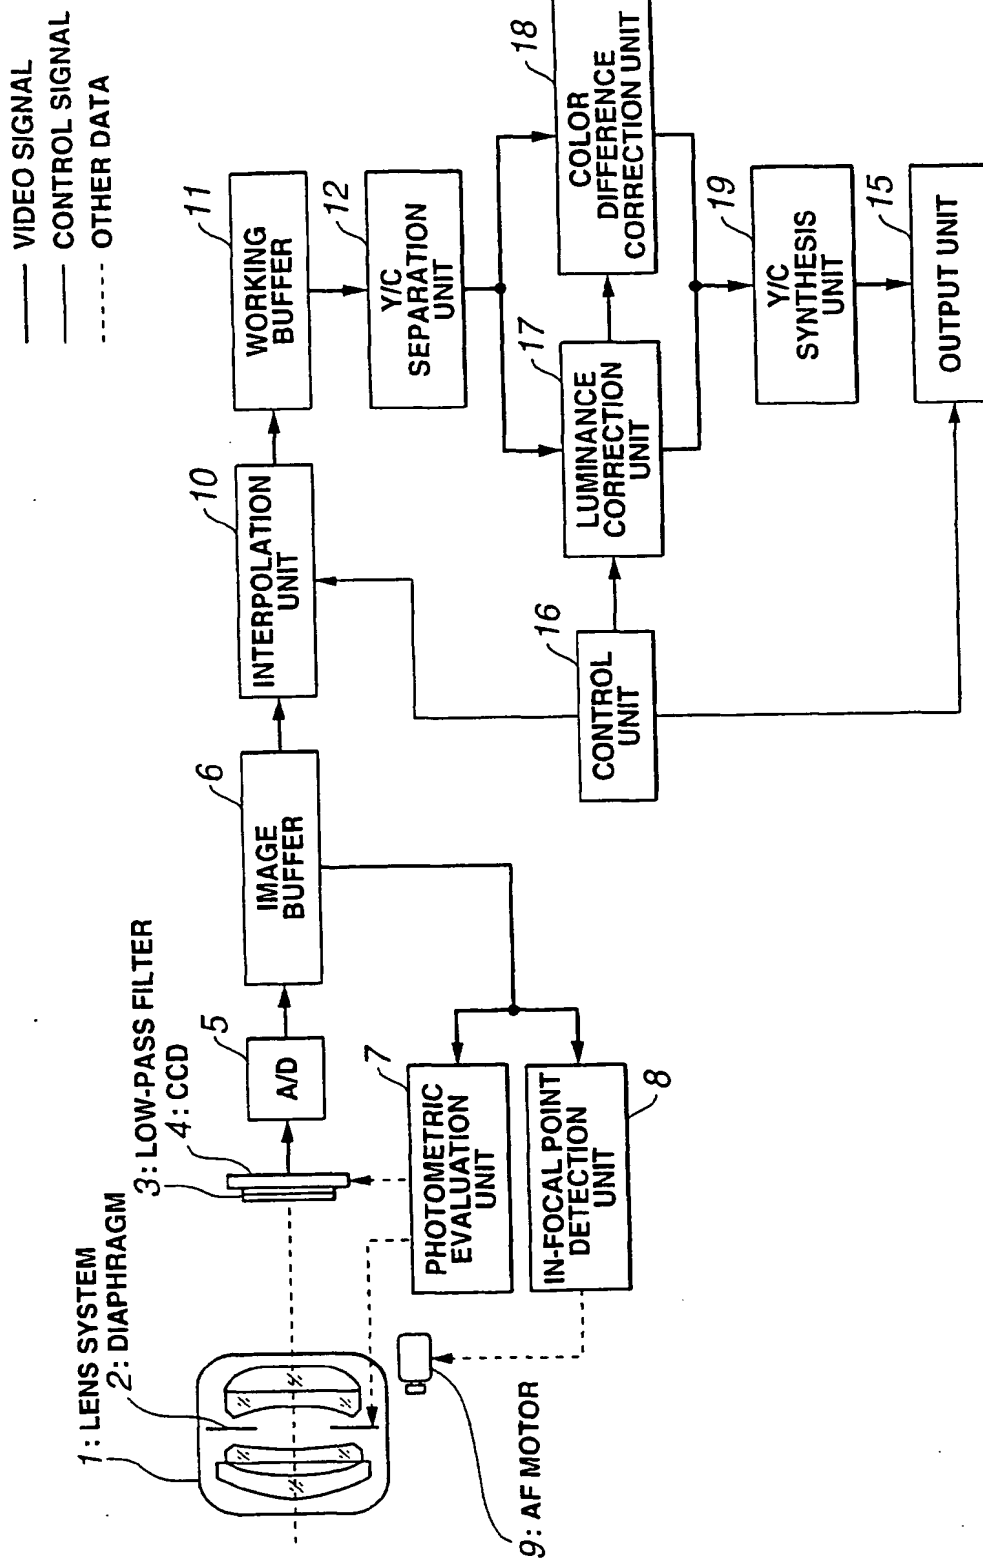 VIDEO SIGNAL
CONTROL SIGNAL
OTHER DATA
1: LENS SYSTEM
2: DIAPHRAGM
3: LOW-PASS FILTER
4: CCD
5
A/D
6
IMAGE
BUFFER
10
INTERPOLATION
UNIT
11
WORKING
BUFFER
12
Y/C
SEPARATION
UNIT
7
PHOTOMETRIC
EVALUATION
UNIT
8
IN-FOCAL POINT
DETECTION
UNIT
9: AF MOTOR
16
CONTROL
UNIT
17
LUMINANCE
CORRECTION
UNIT
18
COLOR
DIFFERENCE
CORRECTION UNIT
19
Y/C
SYNTHESIS
UNIT
15
OUTPUT UNIT